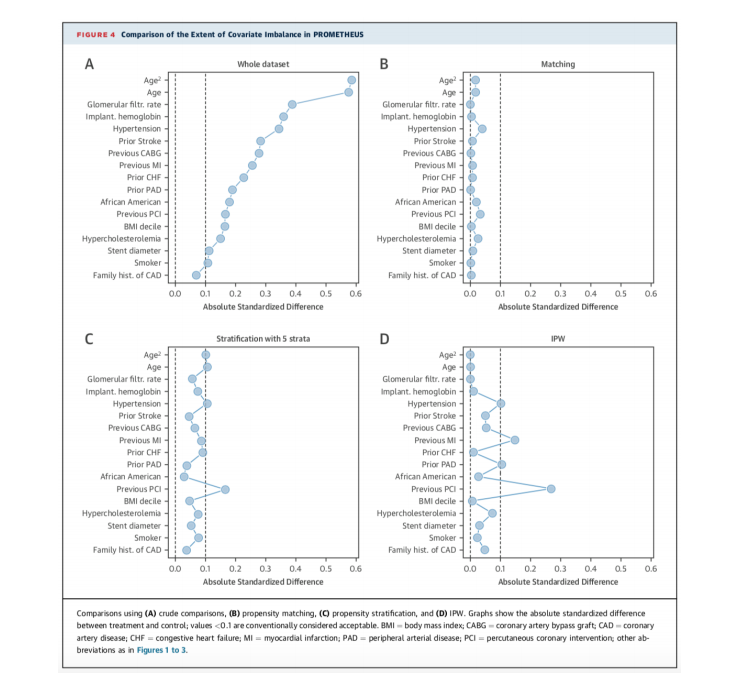 FIGURE 4 Comparison of the Extent of Covariate Imbalance in PROMETHEUS
A
Whole dataset
Age²
Age
Glomerular filtr. rate
Implant. hemoglobin
Hypertension
Prior Stroke
Previous CABG
Previous MI
Prior CHF
Prior PAD
African American
Previous PCI
BMI decile
Hypercholesterolemia
Stent diameter
Smoker
Family hist. of CAD
0.0 0.1 0.2 0.3 0.4 0.5 0.6
Absolute Standardized Difference
B
Matching
Age²
Age
Glomerular filtr. rate
Implant. hemoglobin
Hypertension
Prior Stroke
Previous CABG
Previous MI
Prior CHF
Prior PAD
African American
Previous PCI
BMI decile
Hypercholesterolemia
Stent diameter
Smoker
Family hist. of CAD
0.0 0.1 0.2 0.3 0.4 0.5 0.6
Absolute Standardized Difference
C
Stratification with 5 strata
Age²
Age
Glomerular filtr. rate
Implant. hemoglobin
Hypertension
Prior Stroke
Previous CABG
Previous MI
Prior CHF
Prior PAD
African American
Previous PCI
BMI decile
Hypercholesterolemia
Stent diameter
Smoker
Family hist. of CAD
0.0 0.1 0.2 0.3 0.4 0.5 0.6
Absolute Standardized Difference
D
IPW
Age²
Age
Glomerular filtr. rate
Implant. hemoglobin
Hypertension
Prior Stroke
Previous CABG
Previous MI
Prior CHF
Prior PAD
African American
Previous PCI
BMI decile
Hypercholesterolemia
Stent diameter
Smoker
Family hist. of CAD
0.0 0.1 0.2 0.3 0.4 0.5 0.6
Absolute Standardized Difference
Comparisons using (A) crude comparisons, (B) propensity matching, (C) propensity stratification, and (D) IPW. Graphs show the absolute standardized difference
between treatment and control; values <0.1 are conventionally considered acceptable. BMI = body mass index; CABG = coronary artery bypass graft; CAD = coronary
artery disease; CHF = congestive heart failure; MI = myocardial infarction; PAD = peripheral arterial disease; PCI = percutaneous coronary intervention; other ab-
breviations as in Figures 1 to 3.